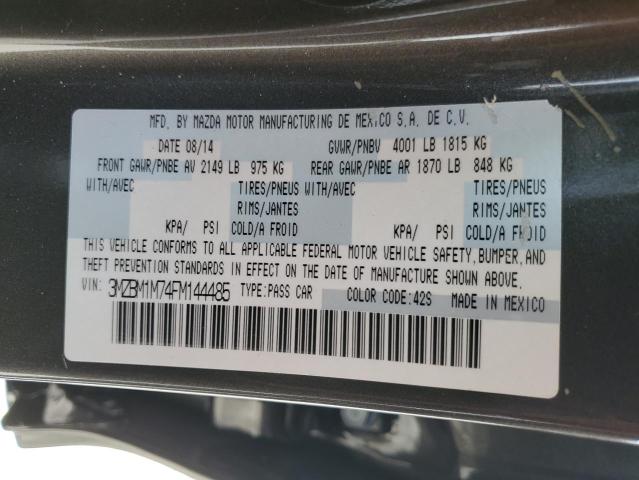 MFD. BY MAZDA MOTOR MANUFACTURING DE MEXICO S.A. DE C.V.
DATE 08/14 GVWR/PNBV 4001 LB 1815 KG
FRONT GAWR/PNBE AV 2149 LB 975 KG REAR GAWR/PNBE AR 1870 LB 848 KG
WITH/AVEC TIRES/PNEUS WITH/AVEC TIRES/PNEUS
RIMS/JANTES RIMS/JANTES
KPA/ PSI COLD/A FROID KPA/ PSI COLD/A FROID
THIS VEHICLE CONFORMS TO ALL APPLICABLE FEDERAL MOTOR VEHICLE SAFETY, BUMPER, AND
THEFT PREVENTION STANDARDS IN EFFECT ON THE DATE OF MANUFACTURE SHOWN ABOVE.
VIN: 3MZBM1M74FM144485 TYPE:PASS CAR COLOR CODE:42S MADE IN MEXICO